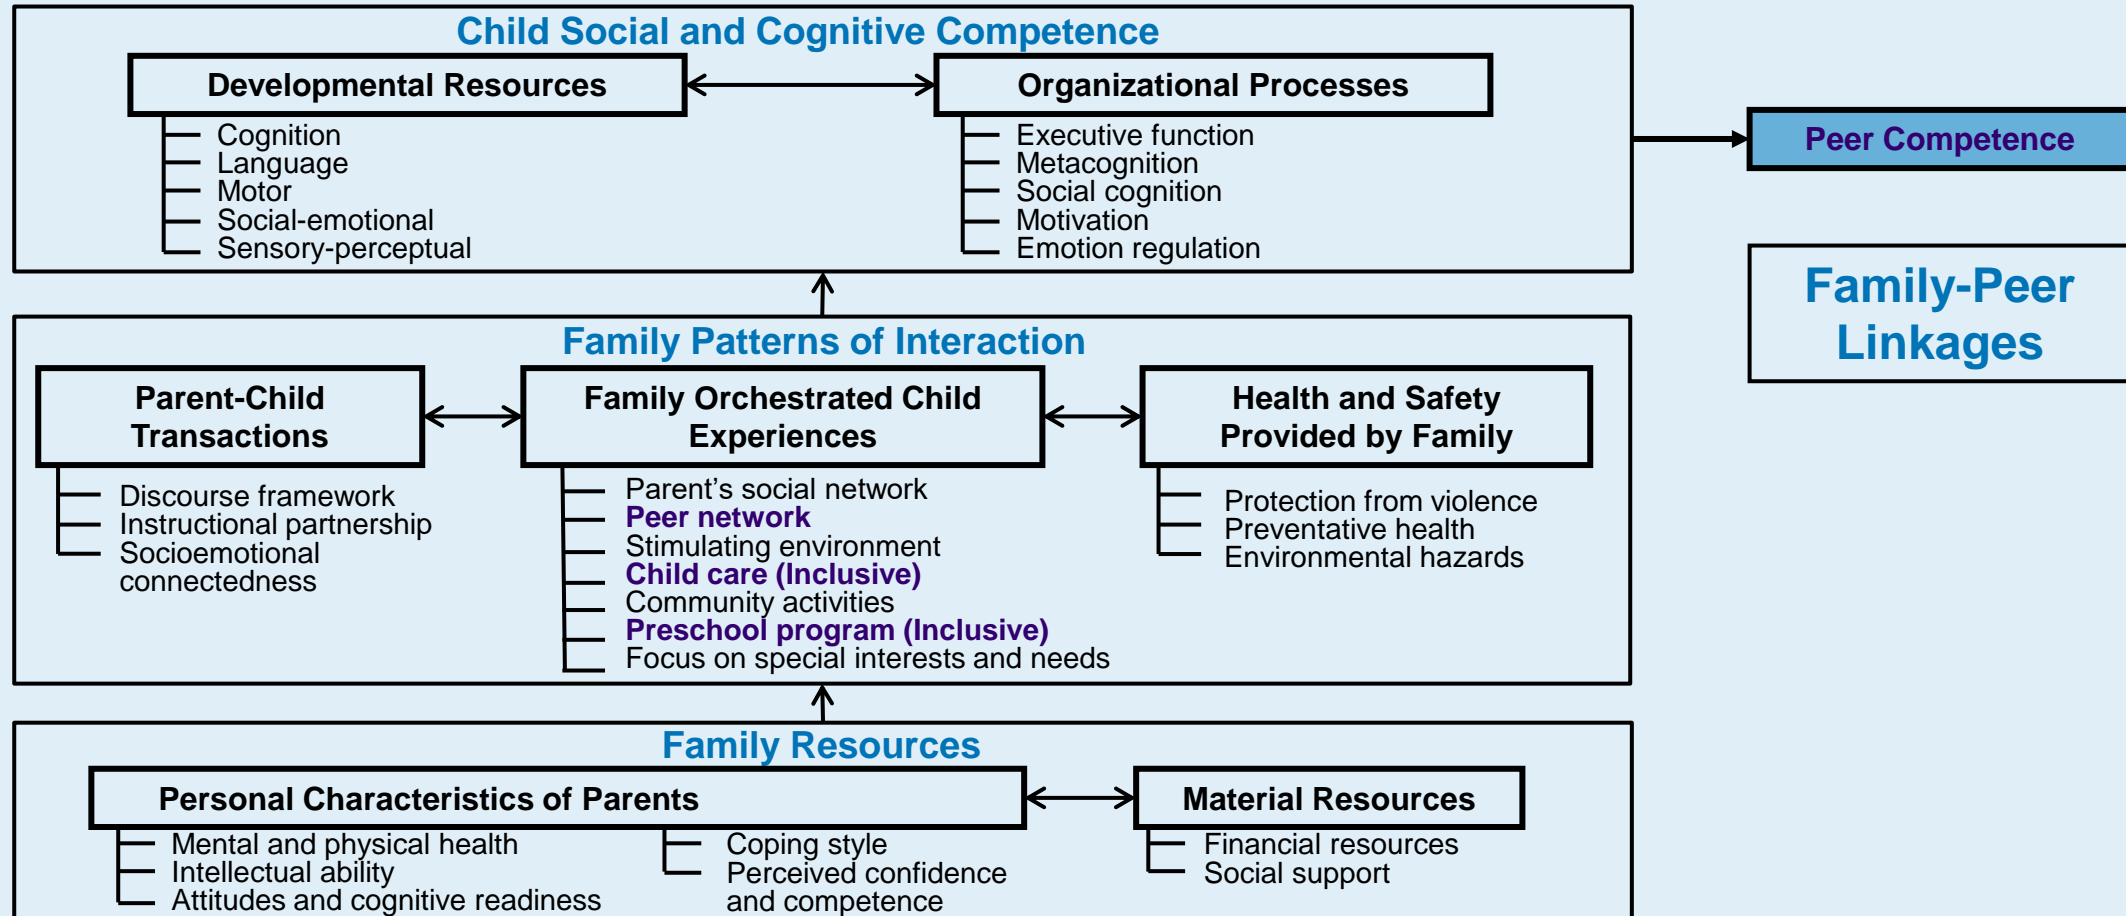 Child Social and Cognitive Competence
Developmental Resources
Cognition
Language
Motor
Social-emotional
Sensory-perceptual
Organizational Processes
Executive function
Metacognition
Social cognition
Motivation
Emotion regulation
Peer Competence
Family-Peer
Linkages
Family Patterns of Interaction
Parent-Child
Transactions
Discourse framework
Instructional partnership
Socioemotional
connectedness
Family Orchestrated Child
Experiences
Parent's social network
Peer network
Stimulating environment
Child care (Inclusive)
Community activities
Preschool program (Inclusive)
Focus on special interests and needs
Health and Safety
Provided by Family
Protection from violence
Preventative health
Environmental hazards
Family Resources
Personal Characteristics of Parents
Mental and physical health
Intellectual ability
Attitudes and cognitive readiness
Coping style
Perceived confidence
and competence
Material Resources
Financial resources
Social support